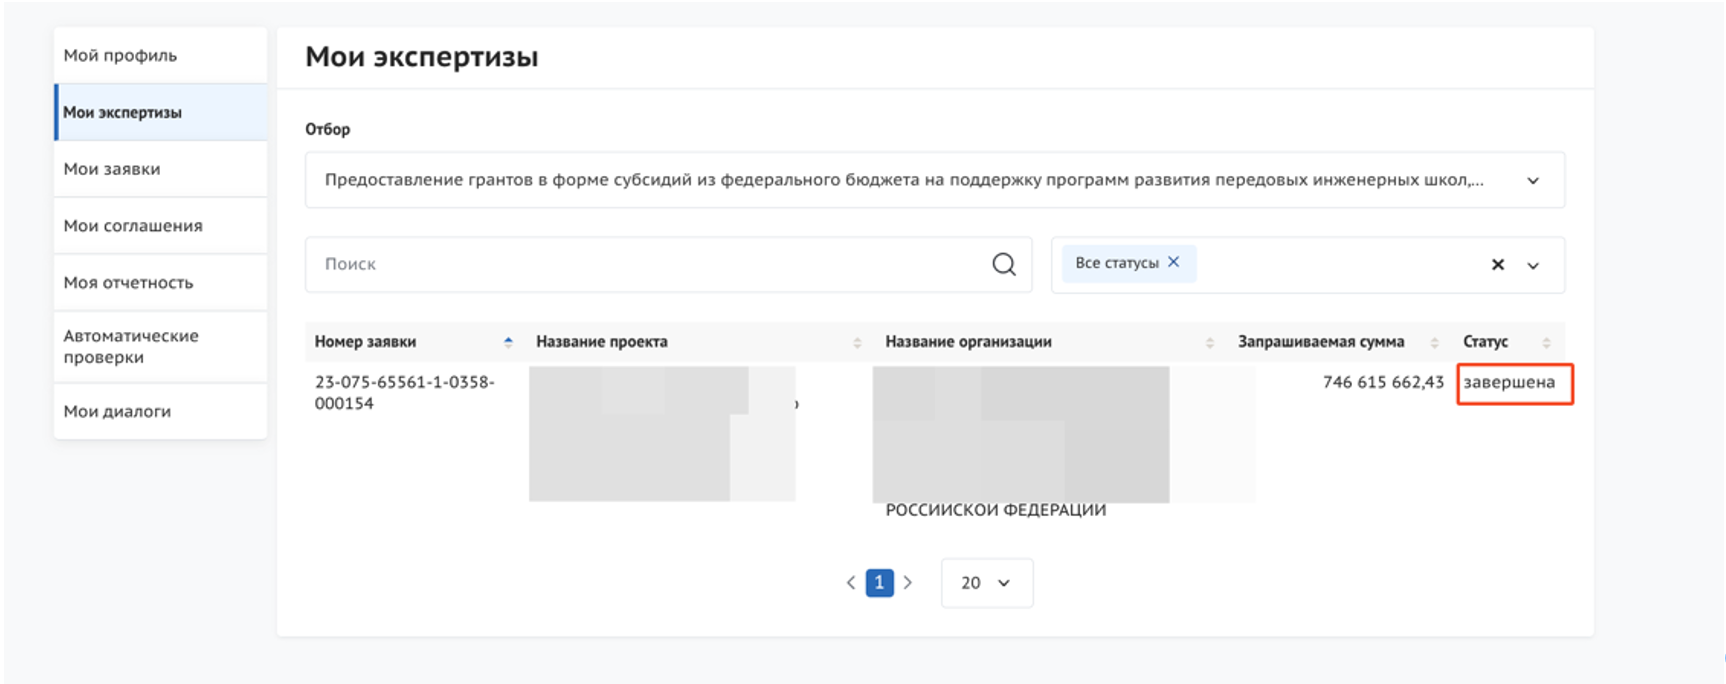 Мой профиль
Мои экспертизы
Мои заявки
Мои соглашения
Моя отчетность
Автоматические
проверки
Мои диалоги
Мои экспертизы
Отбор
Предоставление грантов в форме субсидий из федерального бюджета на поддержку программ развития передовых инженерных школ,...
Поиск
Все статусы
Номер заявки Название проекта Название организации Запрашиваемая сумма Статус
23-075-65561-1-0358- 746 615 662,43 завершена
000154
РОССИЙСКОЙ ФЕДЕРАЦИИ
1 20